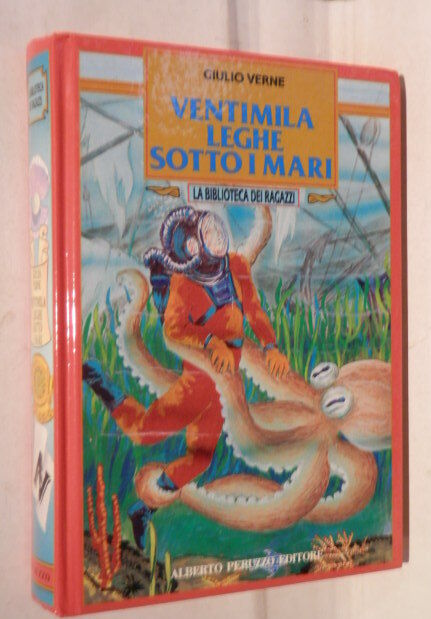 GIULIO VERNE
VENTIMILA
LEGHE
SOTTO I MARI
LA BIBLIOTECA DEI RAGAZZI
ALBERTO PERUZZO EDITORE